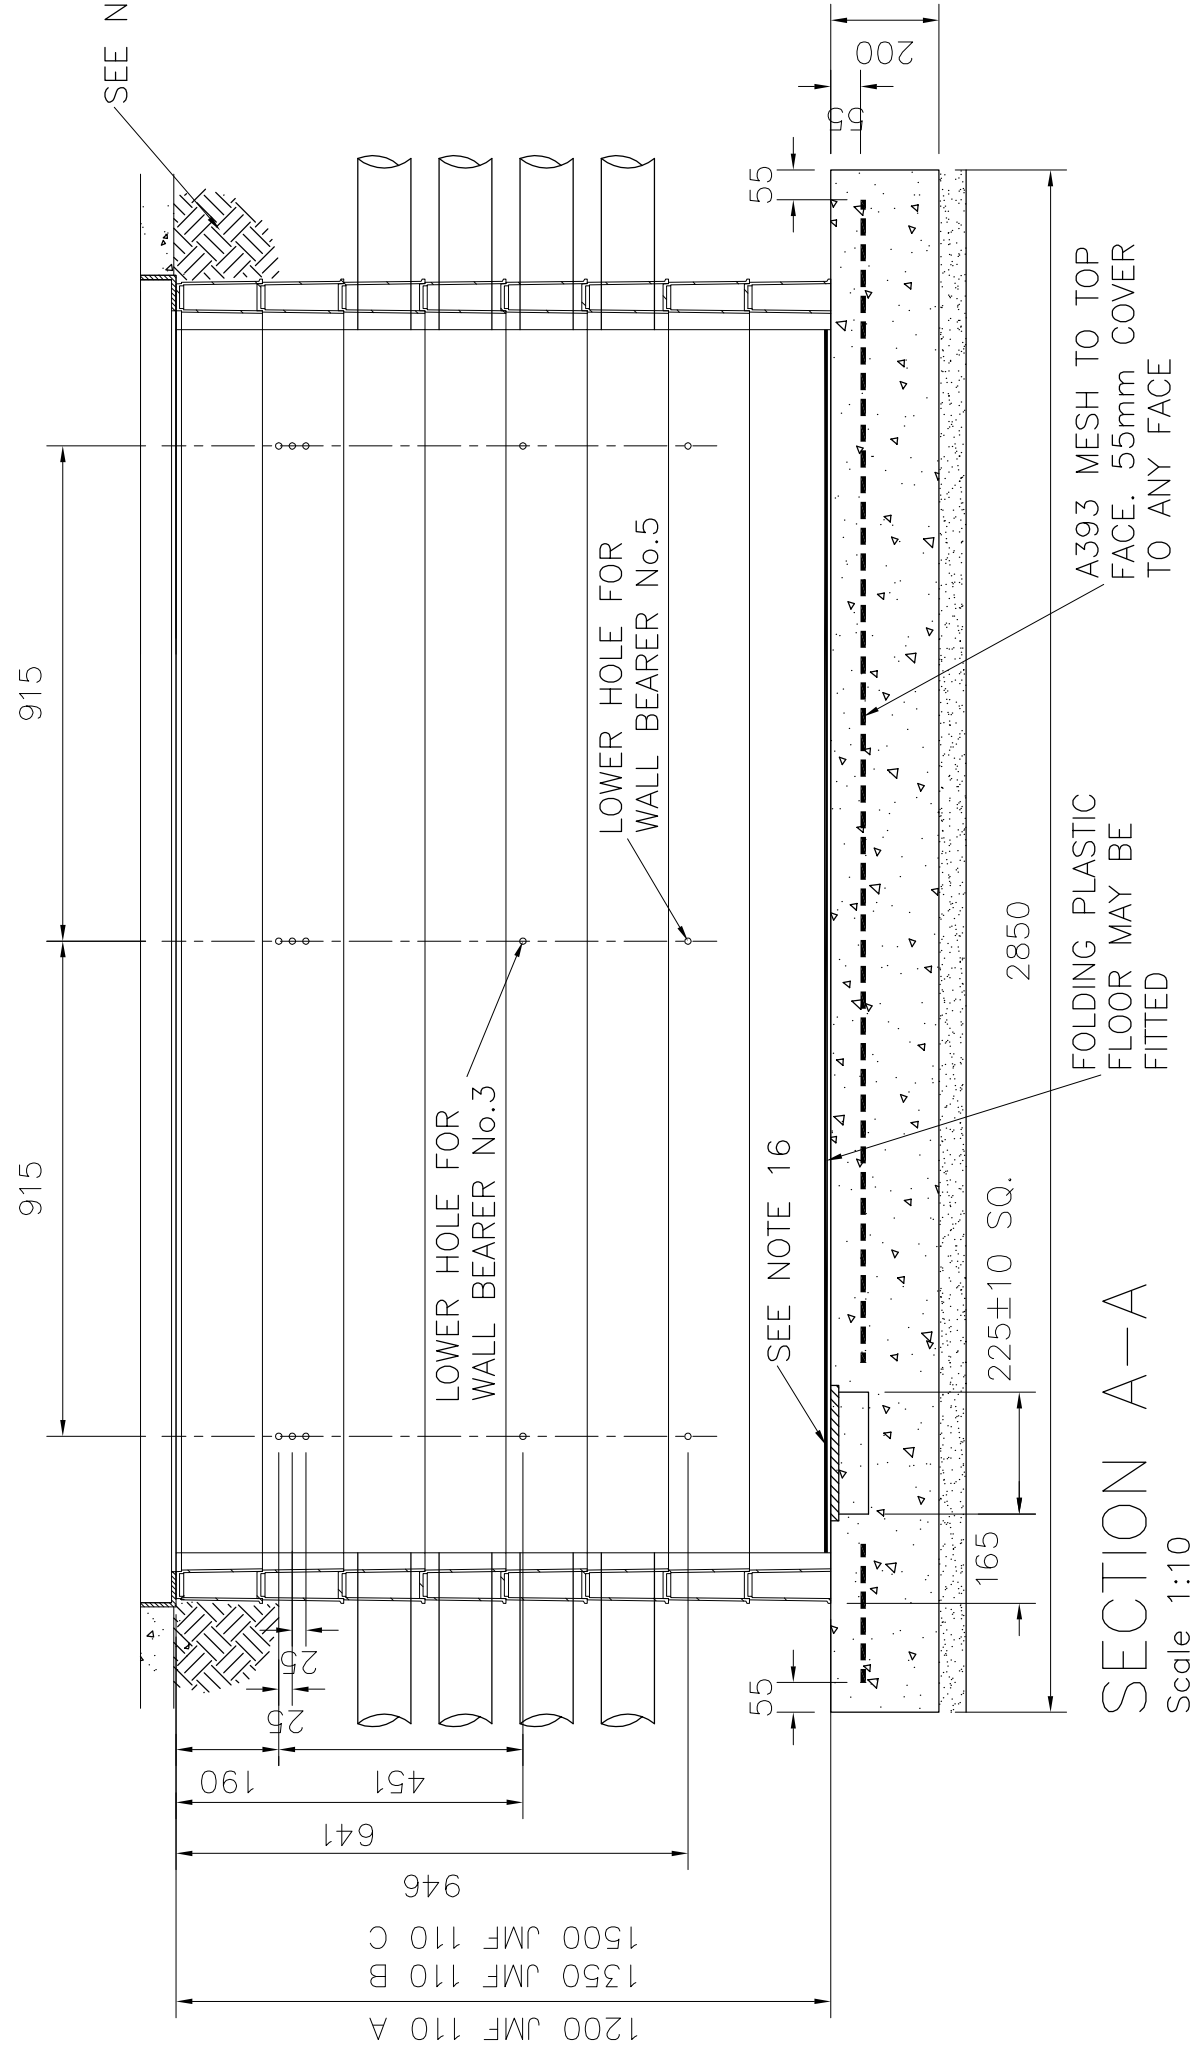 SEE N
915
915
200
55
55
LOWER HOLE FOR
WALL BEARER No.5
LOWER HOLE FOR
WALL BEARER No.3
SEE NOTE 16
A393 MESH TO TOP
FACE. 55mm COVER
TO ANY FACE
FOLDING PLASTIC
FLOOR MAY BE
FITTED
2850
225±10 SQ.
165
55
25
25
190
451
641
946
1500 JMF 110 C
1350 JMF 110 B
1200 JMF 110 A
SECTION A—A
Scale 1:10